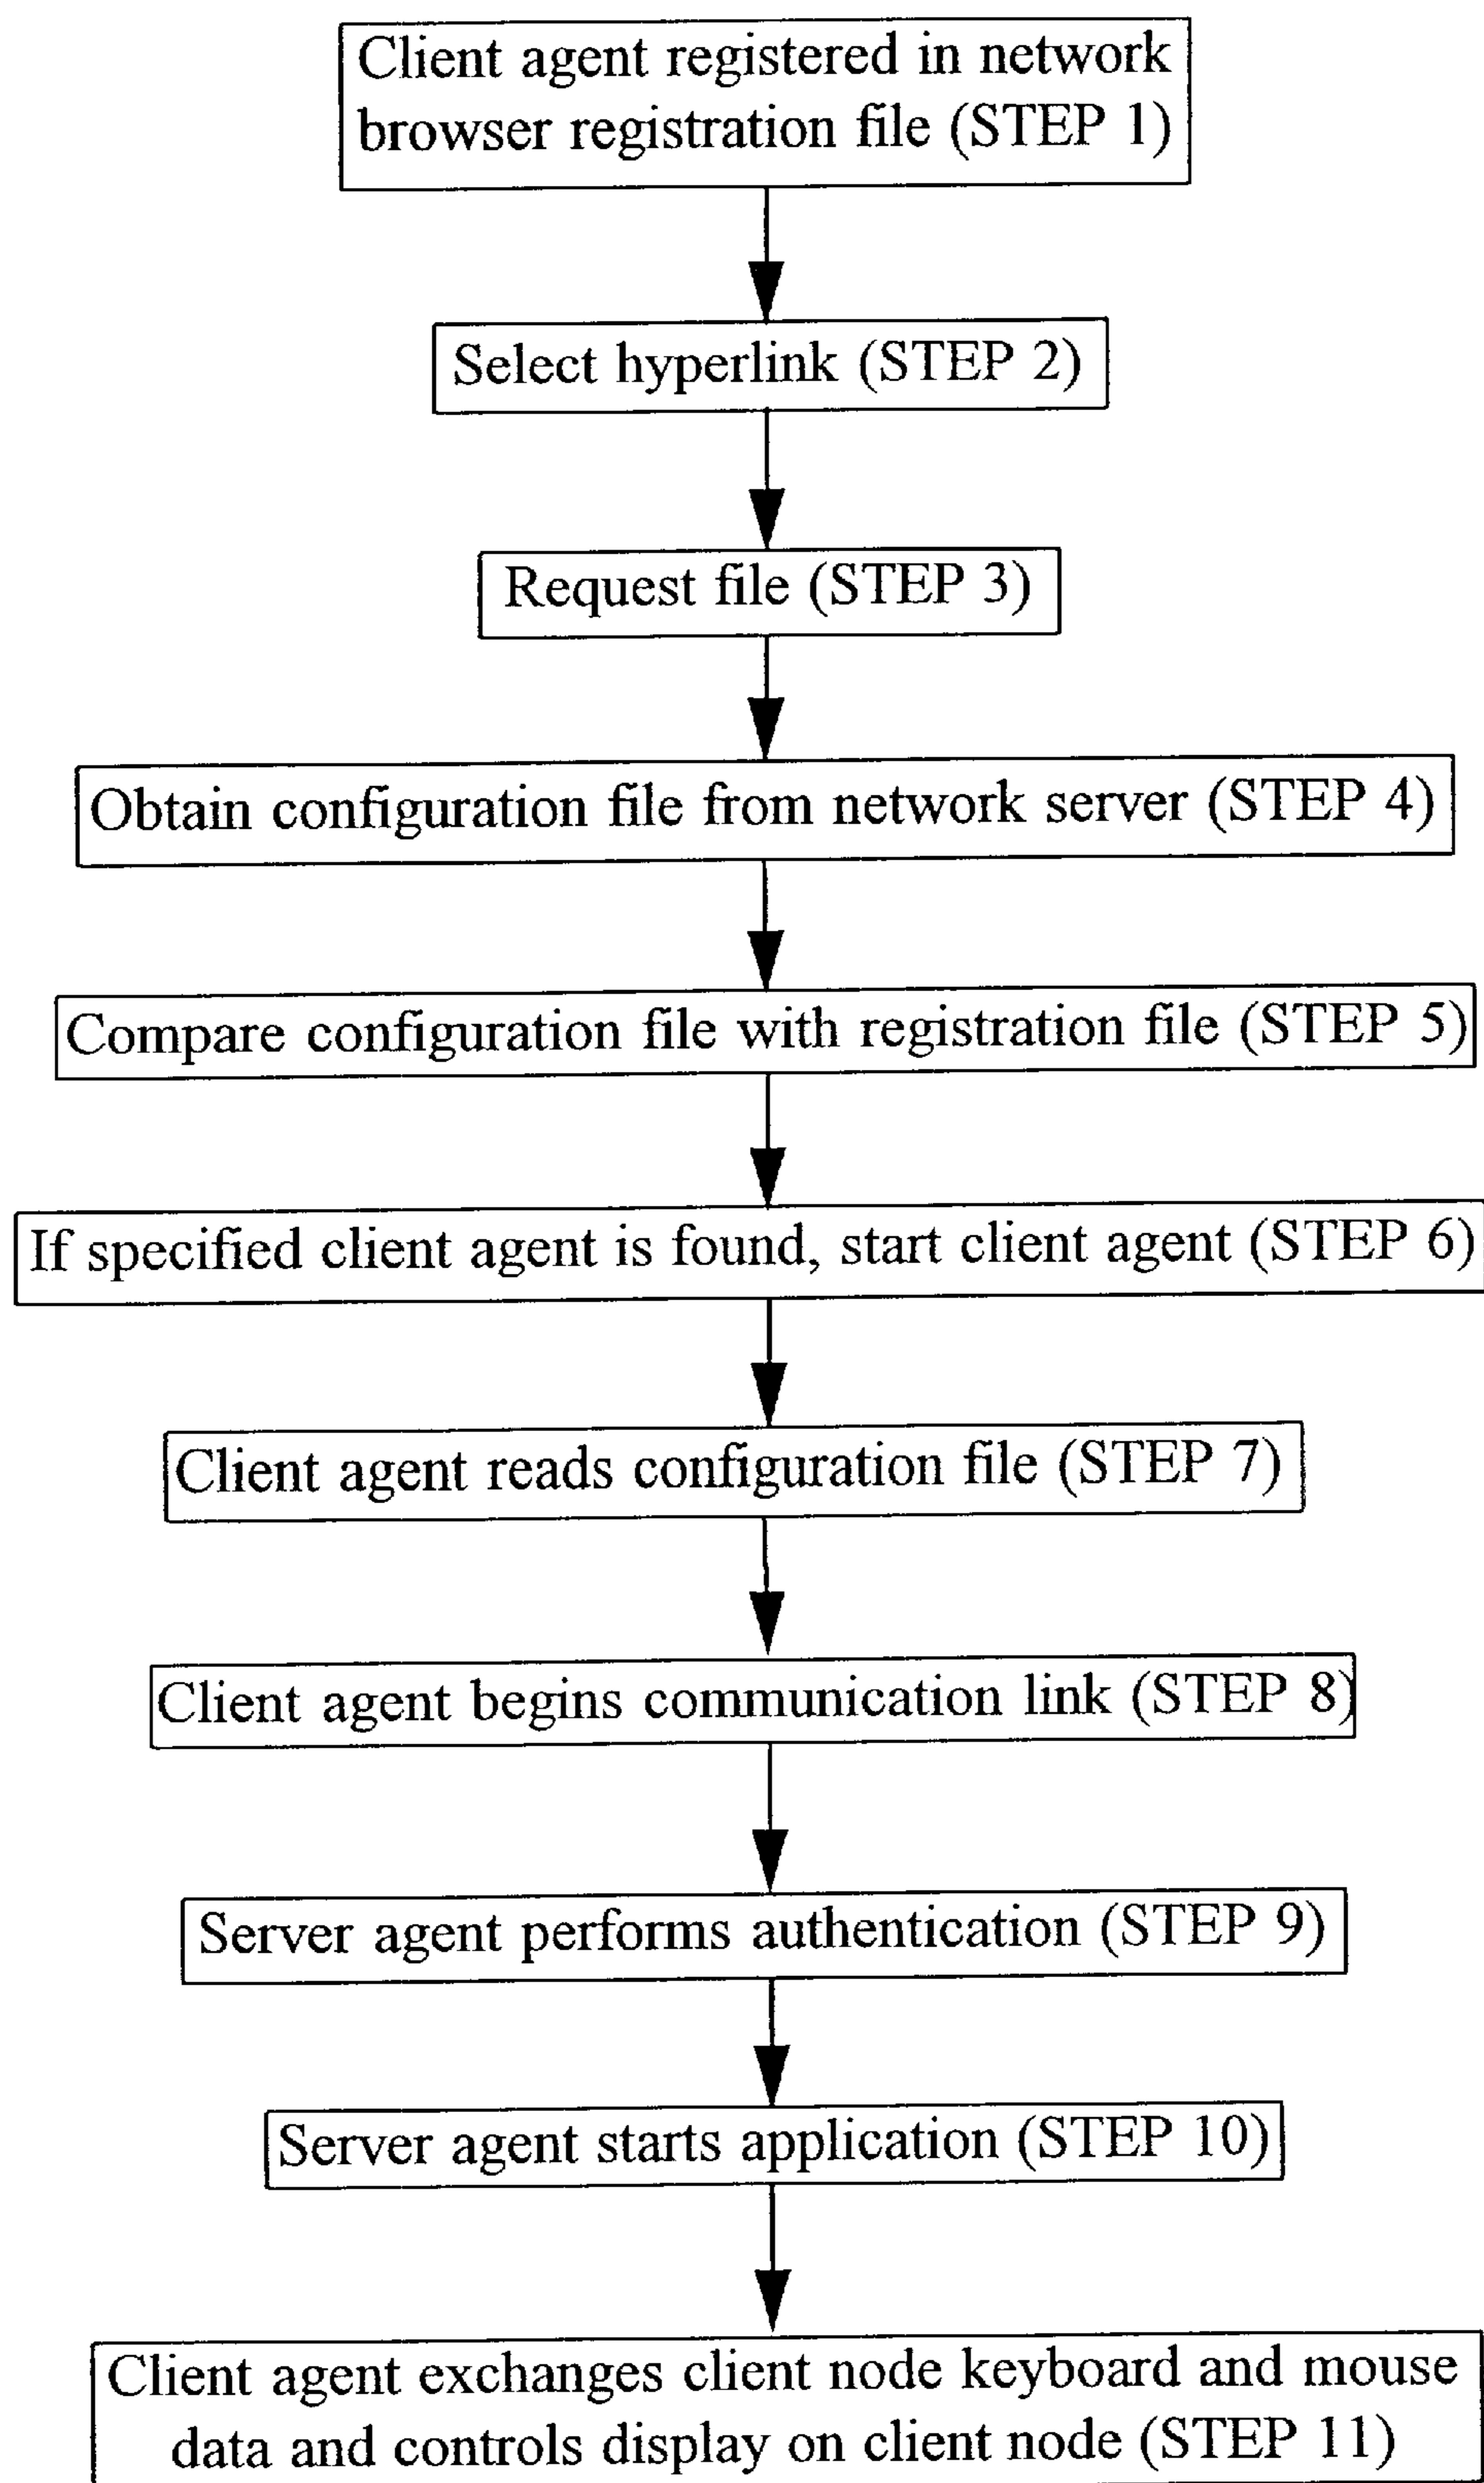 Client agent registered in network
browser registration file (STEP 1)
Select hyperlink (STEP 2)
Request file (STEP 3)
Obtain configuration file from network server (STEP 4)
Compare configuration file with registration file (STEP 5)
If specified client agent is found, start client agent (STEP 6)
Client agent reads configuration file (STEP 7)
Client agent begins communication link (STEP 8)
Server agent performs authentication (STEP 9)
Server agent starts application (STEP 10)
Client agent exchanges client node keyboard and mouse
data and controls display on client node (STEP 11)